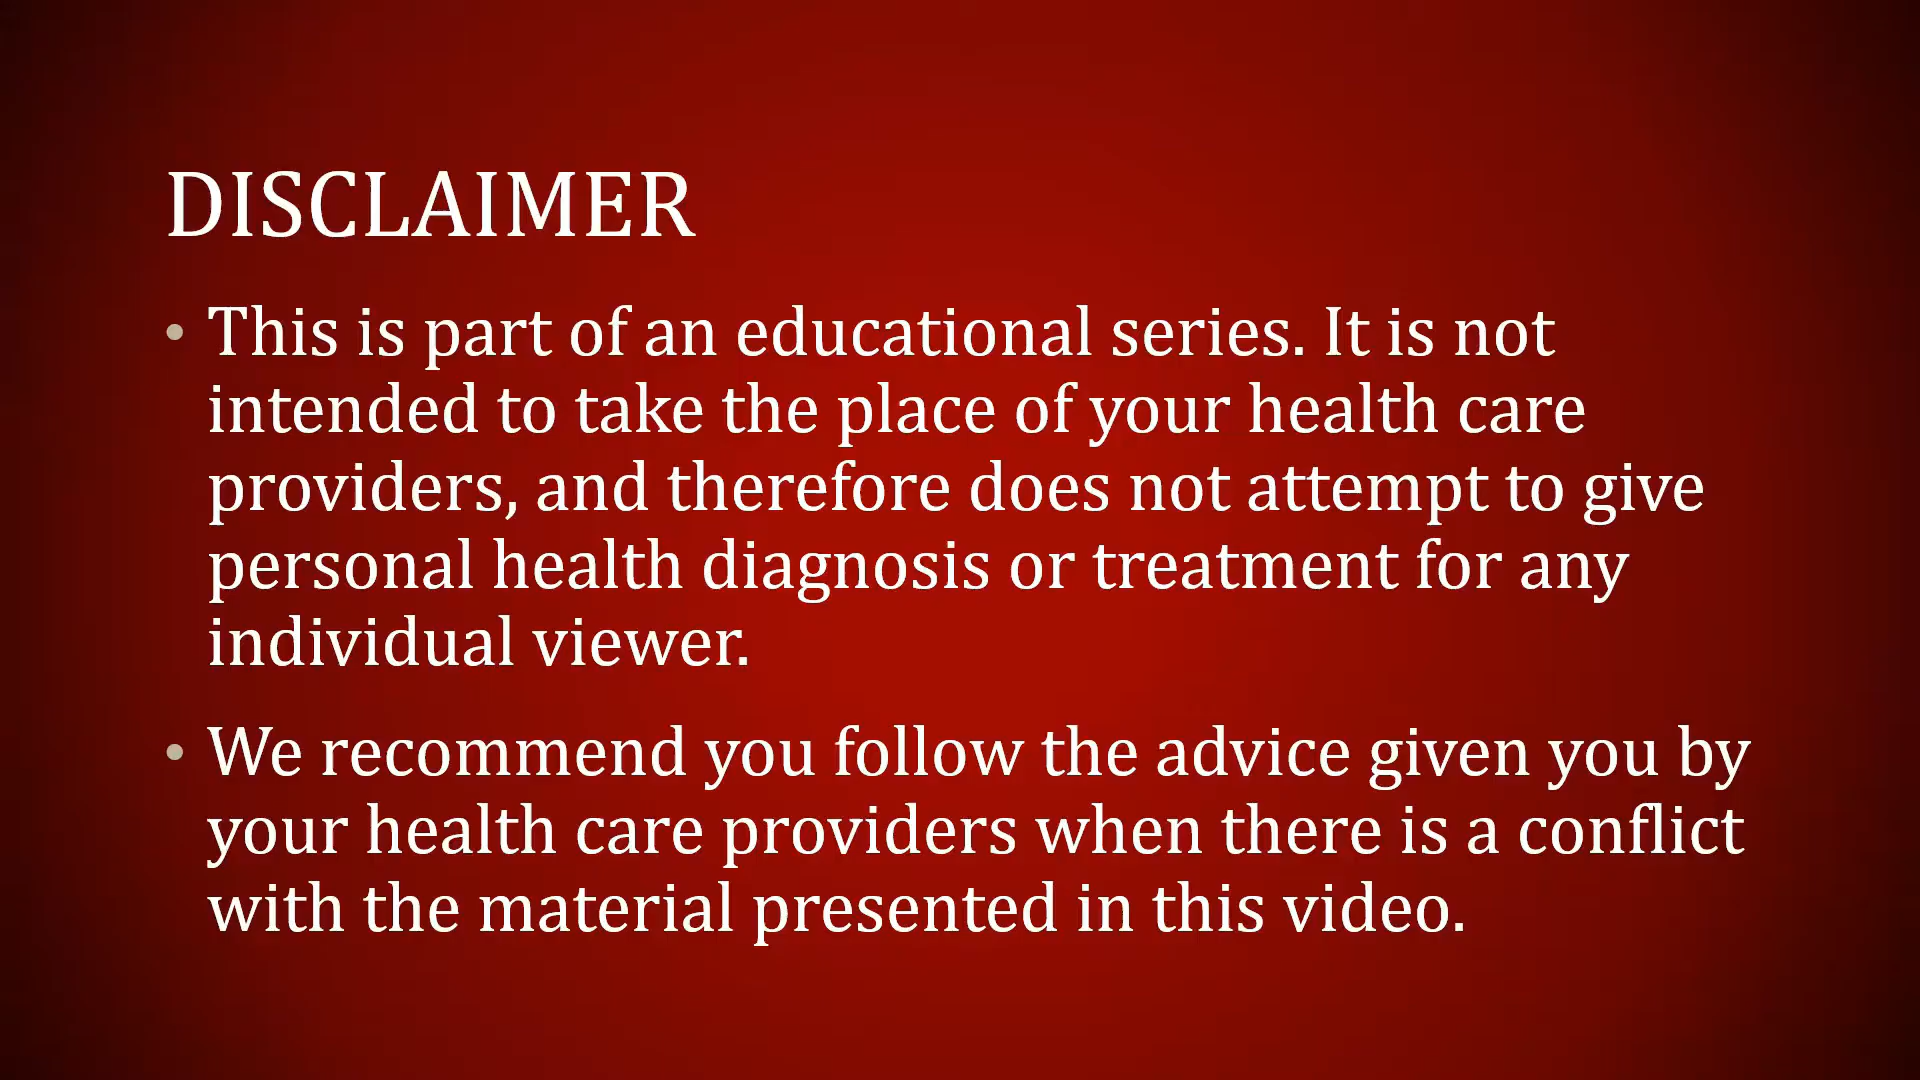 DISCLAIMER
• This is part of an educational series. It is not
intended to take the place of your health care
providers, and therefore does not attempt to give
personal health diagnosis or treatment for any
individual viewer.
• We recommend you follow the advice given you by
your health care providers when there is a conflict
with the material presented in this video.